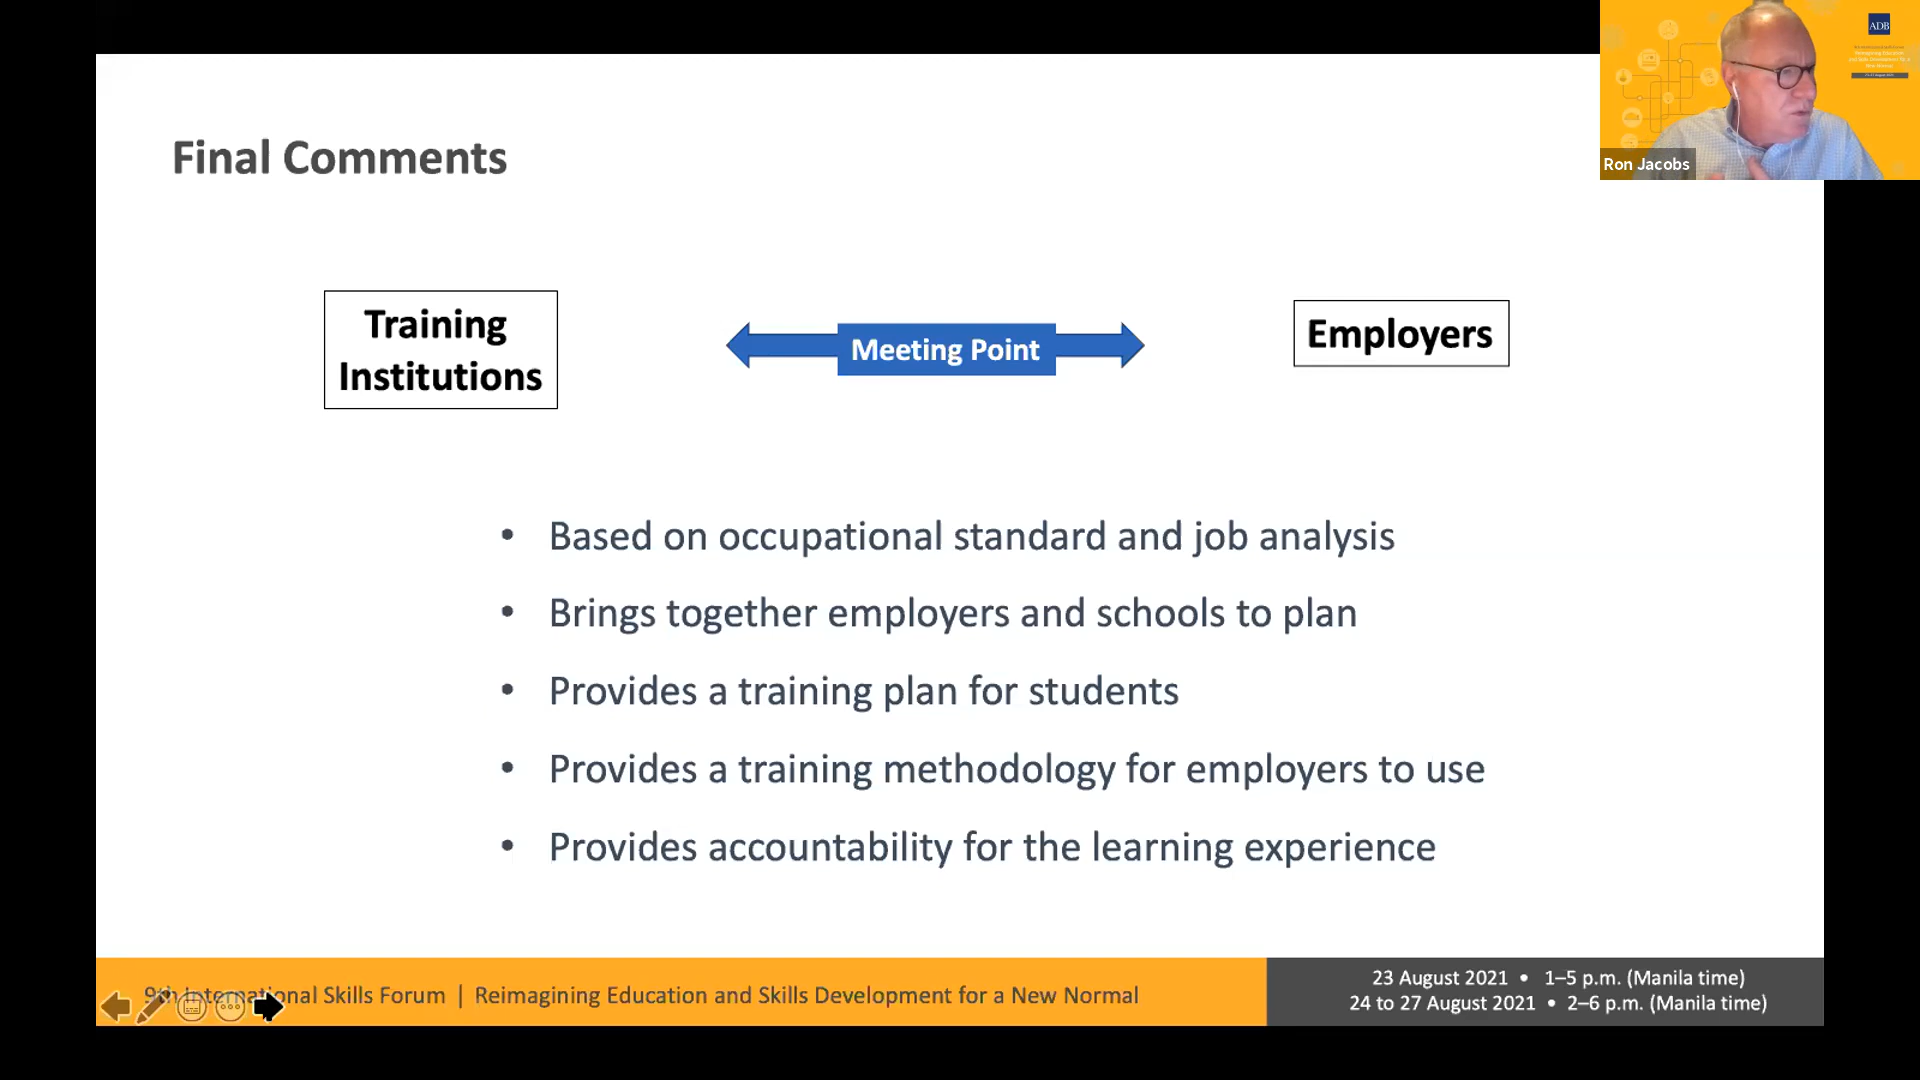 ADB
Ron Jacobs
Final Comments
Training
Institutions
Meeting Point
Employers
• Based on occupational standard and job analysis
• Brings together employers and schools to plan
• Provides a training plan for students
• Provides a training methodology for employers to use
• Provides accountability for the learning experience
9th International Skills Forum | Reimagining Education and Skills Development for a New Normal
23 August 2021 • 1–5 p.m. (Manila time)
24 to 27 August 2021 • 2–6 p.m. (Manila time)